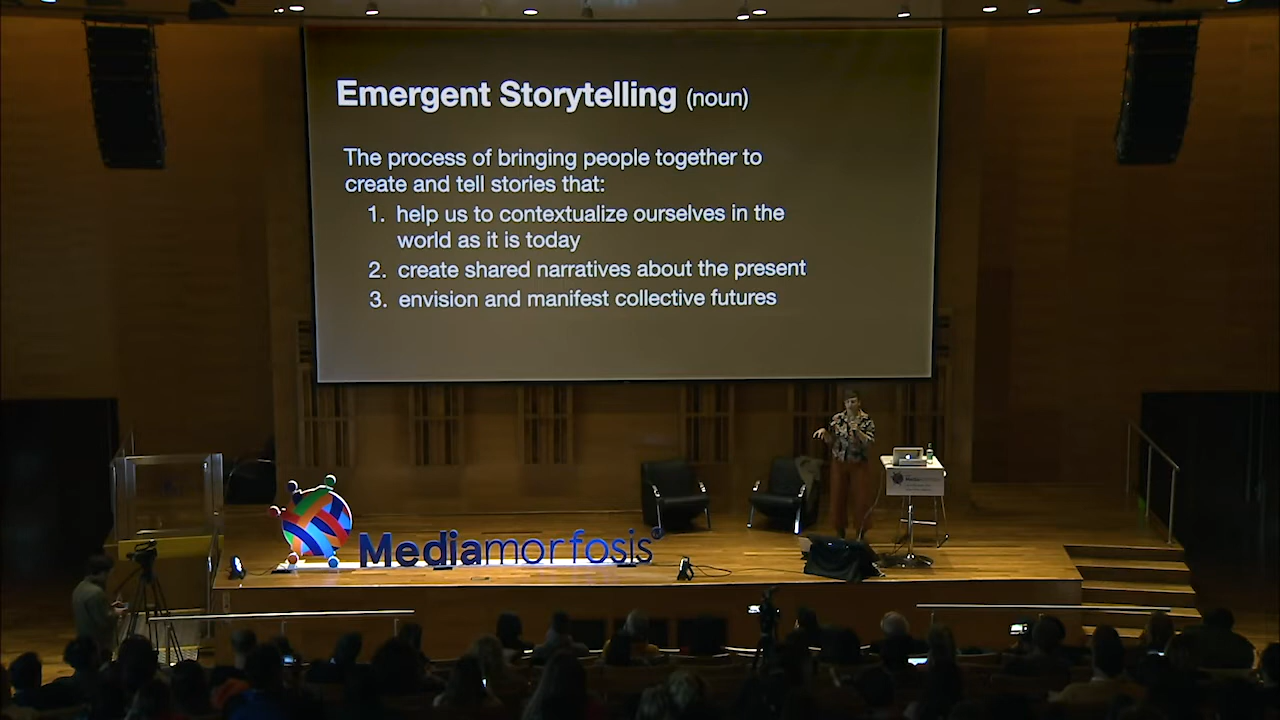 Emergent Storytelling (noun)
The process of bringing people together to
create and tell stories that:
1. help us to contextualize ourselves in the
world as it is today
2. create shared narratives about the present
3. envision and manifest collective futures
Mediamorfosis